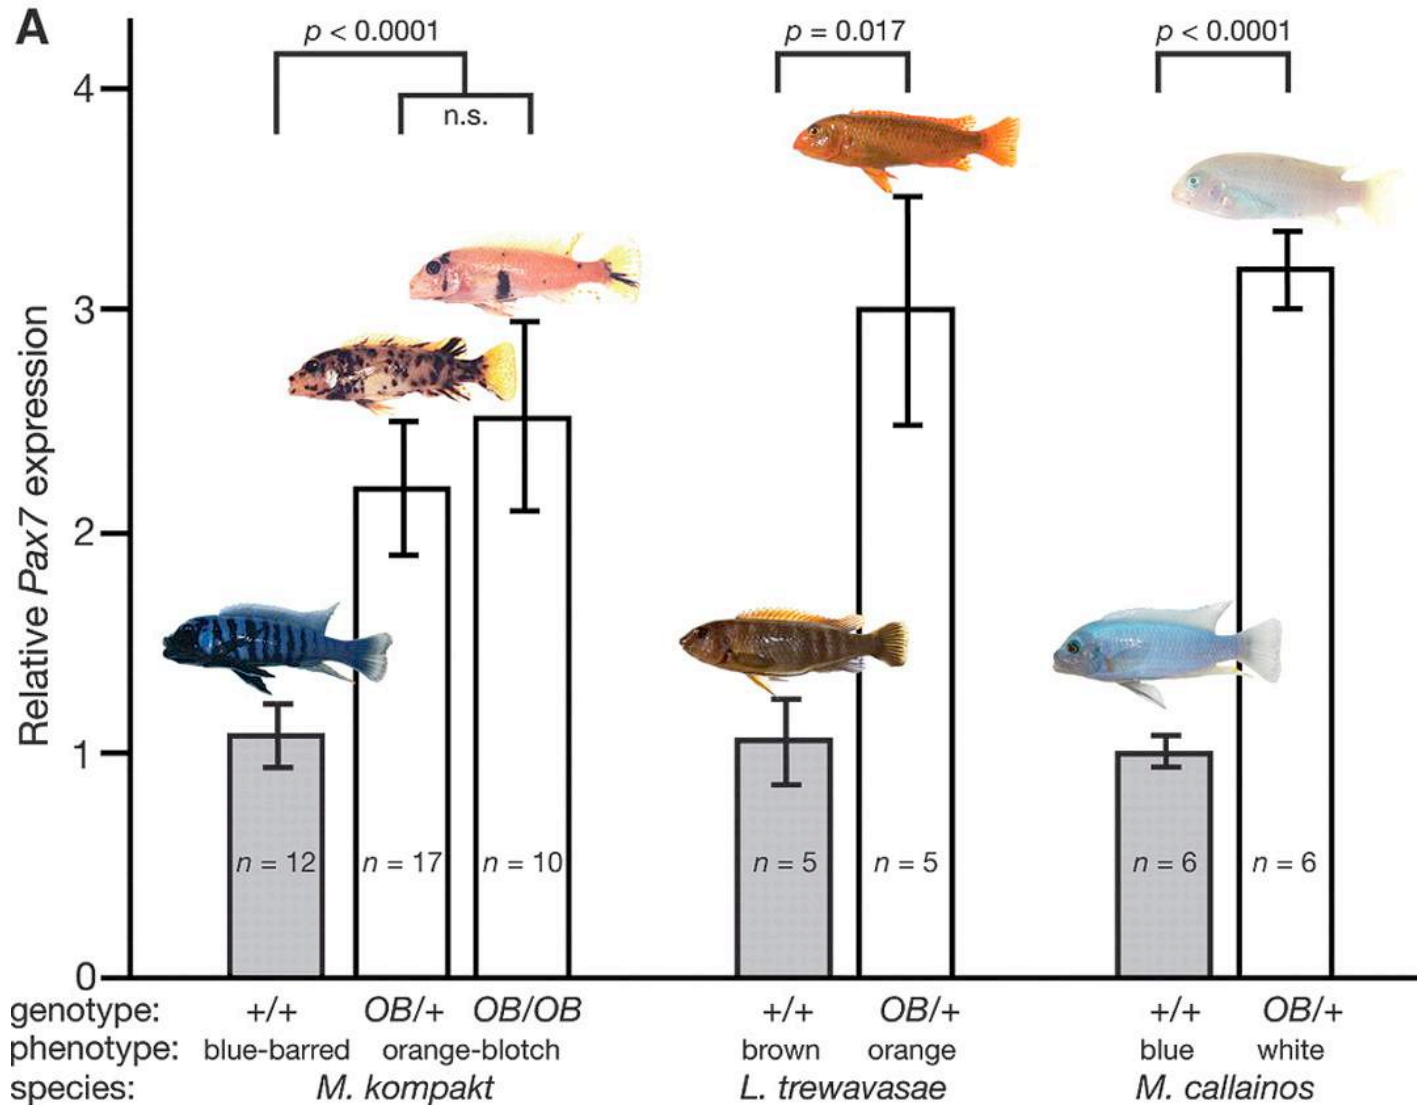 A
p < 0.0001
p = 0.017
p < 0.0001
n.s.
4
3
2
1
0
Relative Pax7 expression
n = 12
n = 17
n = 10
n = 5
n = 5
n = 6
n = 6
genotype: +/+ OB/+ OB/OB +/+ OB/+ +/+ OB/+
phenotype: blue-barred orange-blotch brown orange blue white
species: M. kompakt L. trewavasae M. callainos